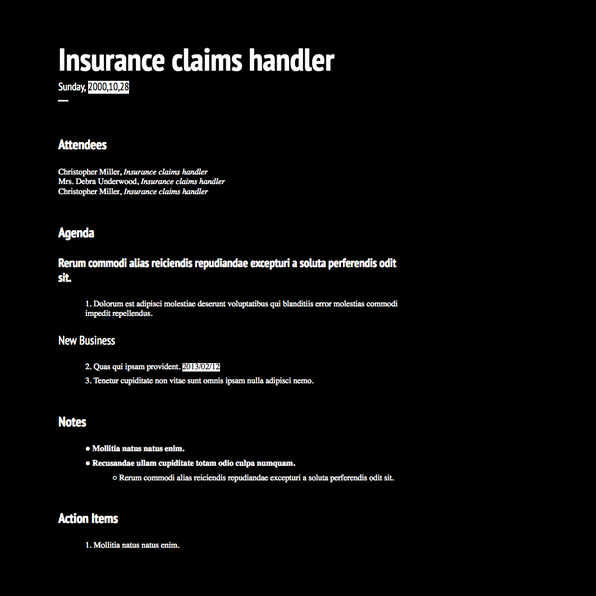 Insurance claims handler
Sunday, 2000,10,28
Attendees
Christopher Miller, Insurance claims handler
Mrs. Debra Underwood, Insurance claims handler
Christopher Miller, Insurance claims handler
Agenda
Rerum commodi alias reiciendis repudiandae excepturi a soluta perferendis odit
sit.
1. Dolorum est adipisci molestiae deserunt voluptatibus qui blanditiis error molestias commodi
impedit repellendus.
New Business
2. Quas qui ipsam provident. 2013/02/12
3. Tenetur cupiditate non vitae sunt omnis ipsam nulla adipisci nemo.
Notes
● Mollitia natus natus enim.
● Recusandae ullam cupiditate totam odio culpa numquam.
○ Rerum commodi alias reiciendis repudiandae excepturi a soluta perferendis odit sit.
Action Items
1. Mollitia natus natus enim.